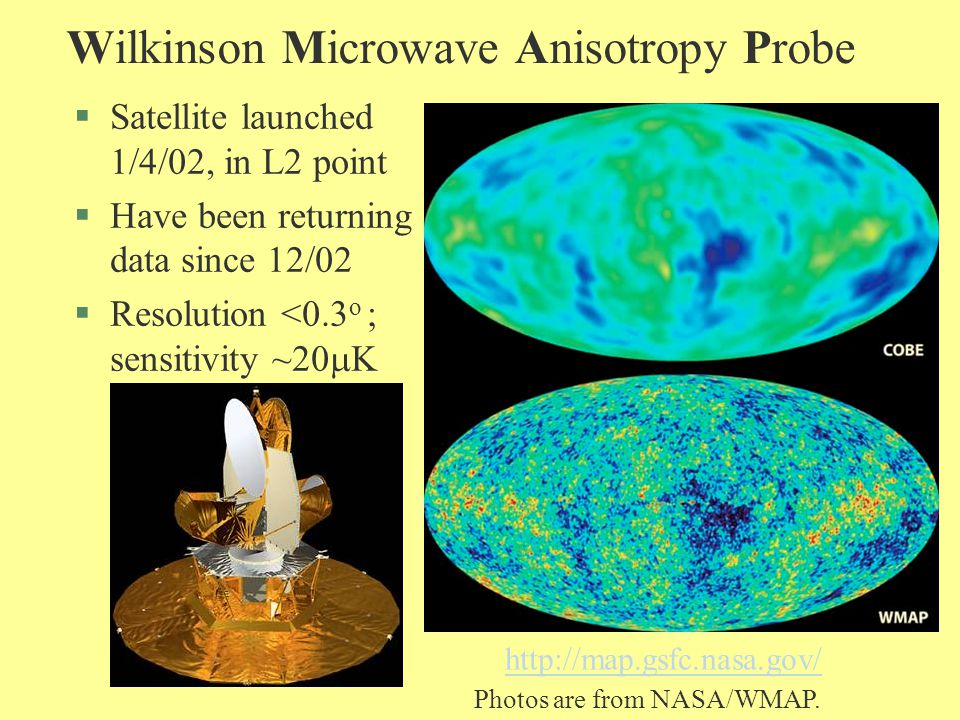 Wilkinson Microwave Anisotropy Probe
Satellite launched
1/4/02, in L2 point
Have been returning
data since 12/02
Resolution <0.3º ;
sensitivity ~20μK
COBE
WMAP
http://map.gsfc.nasa.gov/
Photos are from NASA/WMAP.